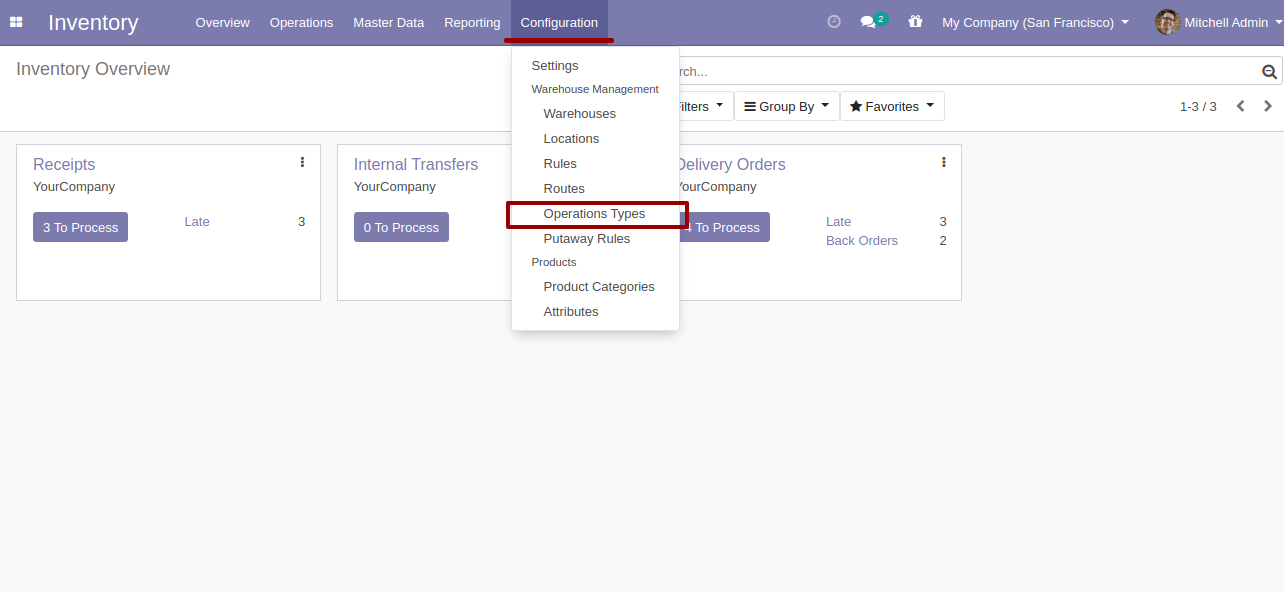 Inventory Overview Operations Master Data Reporting Configuration 2 My Company (San Francisco) Mitchell Admin
Inventory Overview
Settings
Warehouse Management
Warehouses
Locations
Rules
Routes
Operations Types
Putaway Rules
Products
Product Categories
Attributes
rch...
ilters Group By Favorites 1-3 / 3
Receipts
YourCompany
3 To Process Late 3
Internal Transfers
YourCompany
0 To Process
Delivery Orders
YourCompany
To Process Late 3
Back Orders 2